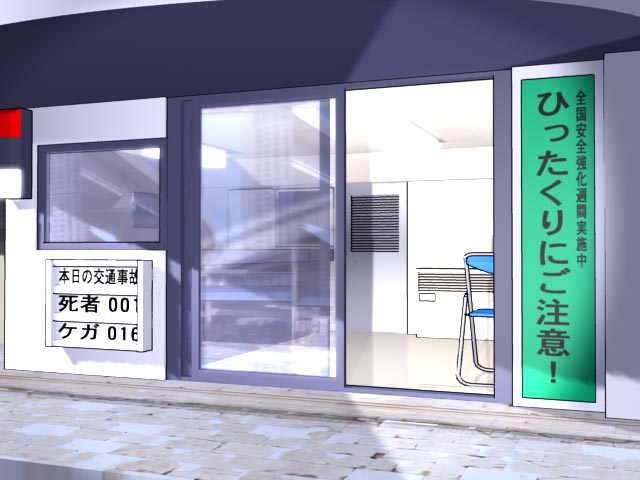 本日の交通事故
死者 001
ケガ 016
全国安全強化週間実施中
ひったくりにご注意!